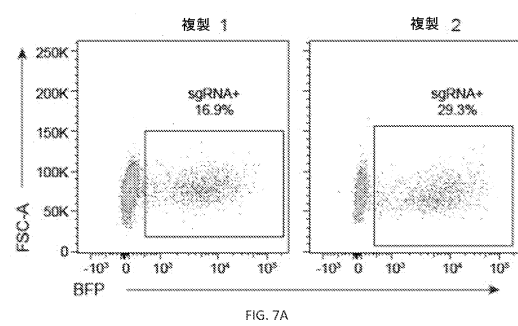 複製 1
複製 2
250K
200K
150K
100K
50K
0
FSC-A
sgRNA+
16.9%
sgRNA+
29.3%
-10³ 0 10³ 10⁴ 10⁵
-10³ 0 10³ 10⁴ 10⁵
BFP
FIG. 7A